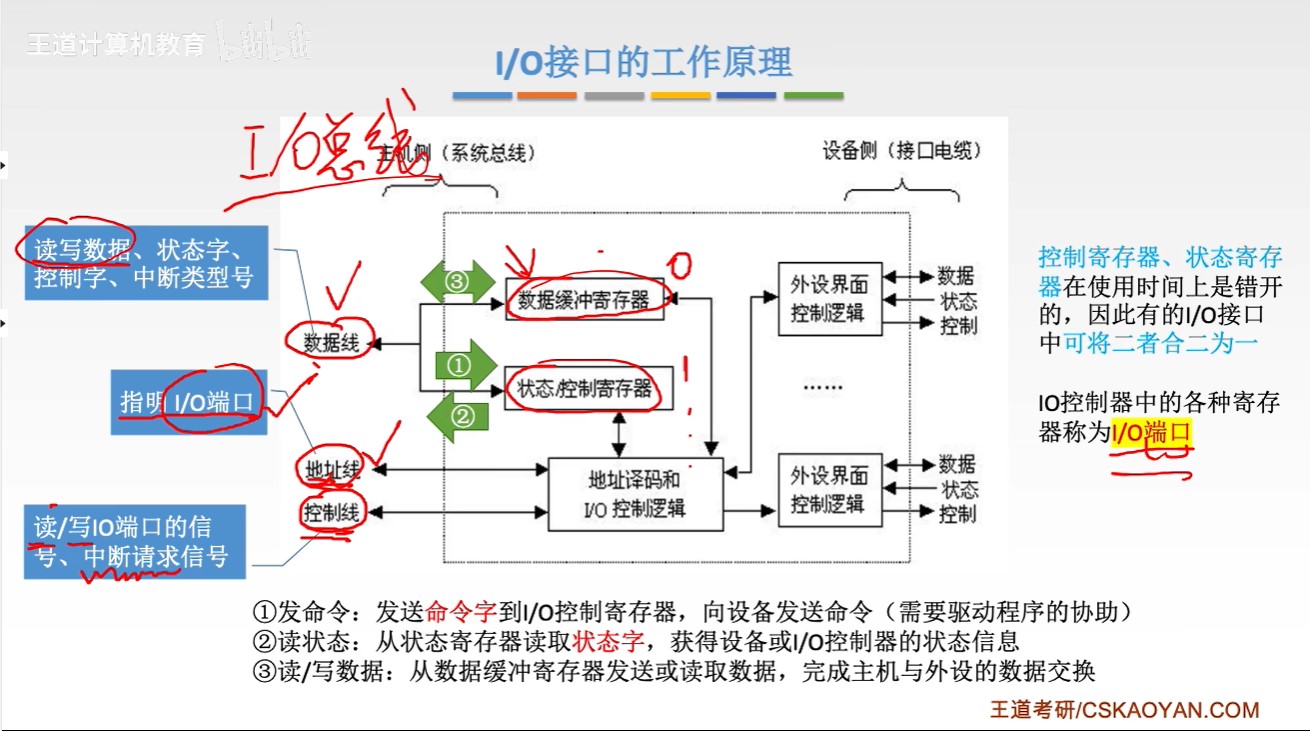 王道计算机教育 bilibili
I/O接口的工作原理
I/O总线
主机侧（系统总线）
设备侧（接口电缆）
读写数据、状态字、
控制字、中断类型号
指明 I/O端口
读/写IO端口的信
号、中断请求信号
数据线
地址线
控制线
③
①
②
数据缓冲寄存器
0
状态/控制寄存器
1
地址译码和
I/O 控制逻辑
外设界面
控制逻辑
数据
状态
控制
……
外设界面
控制逻辑
数据
状态
控制
控制寄存器、状态寄存
器在使用时间上是错开
的，因此有的I/O接口
中可将二者合二为一
IO控制器中的各种寄存
器称为I/O端口
①发命令：发送命令字到I/O控制寄存器，向设备发送命令（需要驱动程序的协助）
②读状态：从状态寄存器读取状态字，获得设备或I/O控制器的状态信息
③读/写数据：从数据缓冲寄存器发送或读取数据，完成主机与外设的数据交换
王道考研/CSKAOYAN.COM